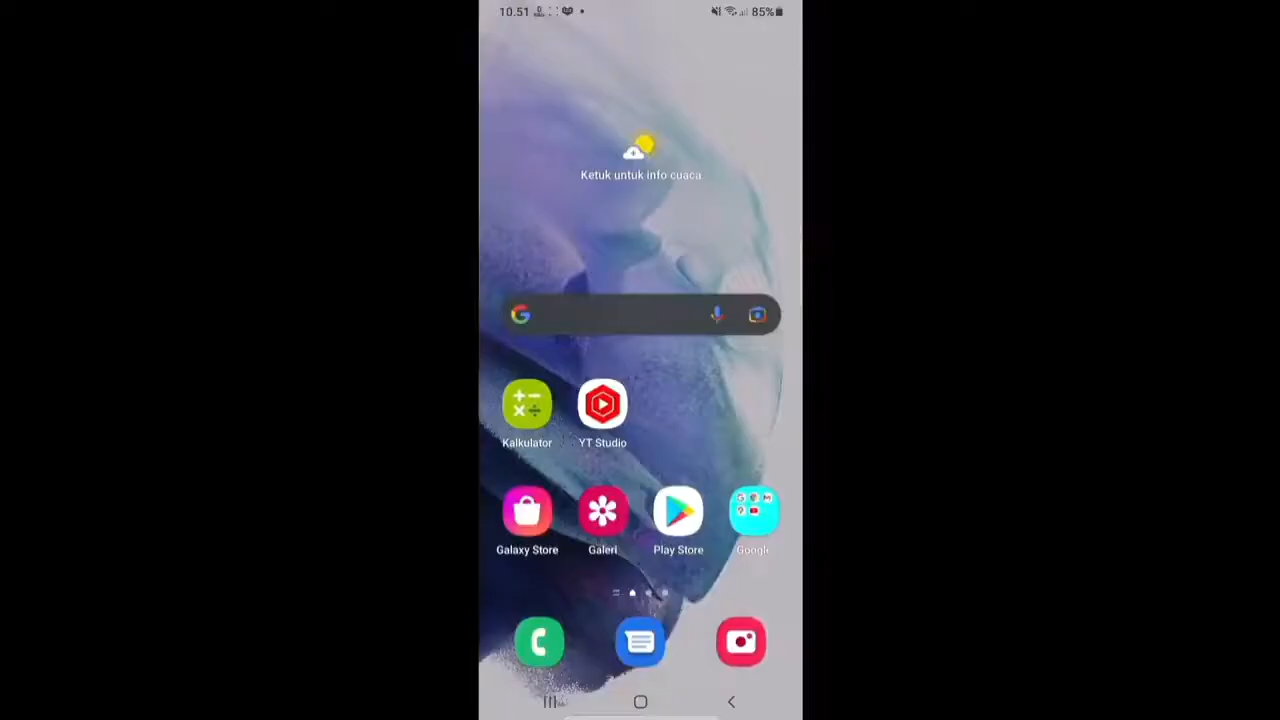 10.51
85%
Ketuk untuk info cuaca
Kalkulator
YT Studio
Galaxy Store
Galeri
Play Store
Google